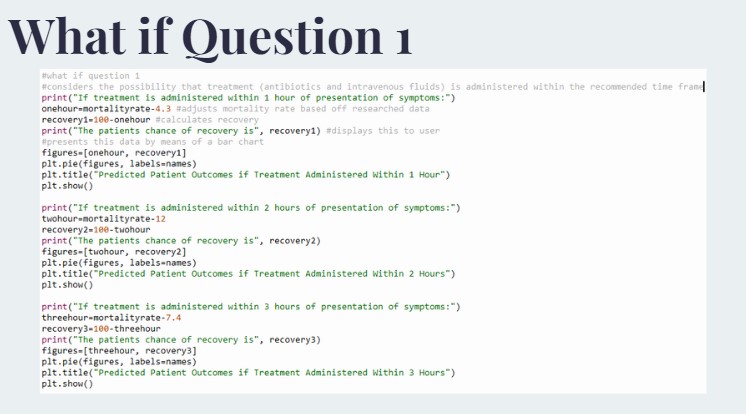 What if Question 1
#what if question 1
#considers the possibility that treatment (antibiotics and intravenous fluids) is administered within the recommended time frame
print("If treatment is administered within 1 hour of presentation of symptoms:")
onehour=mortalityrate-4.3 #adjusts mortality rate based off researched data
recovery1=100-onehour #calculates recovery
print("The patients chance of recovery is", recovery1) #displays this to user
#presents this data by means of a bar chart
figures=[onehour, recovery1]
plt.pie(figures, labels=names)
plt.title("Predicted Patient Outcomes if Treatment Administered Within 1 Hour")
plt.show()
print("If treatment is administered within 2 hours of presentation of symptoms:")
twohour=mortalityrate-12
recovery2=100-twohour
print("The patients chance of recovery is", recovery2)
figures=[twohour, recovery2]
plt.pie(figures, labels=names)
plt.title("Predicted Patient Outcomes if Treatment Administered Within 2 Hours")
plt.show()
print("If treatment is administered within 3 hours of presentation of symptoms:")
threehour=mortalityrate-7.4
recovery3=100-threehour
print("The patients chance of recovery is", recovery3)
figures=[threehour, recovery3]
plt.pie(figures, labels=names)
plt.title("Predicted Patient Outcomes if Treatment Administered Within 3 Hours")
plt.show()